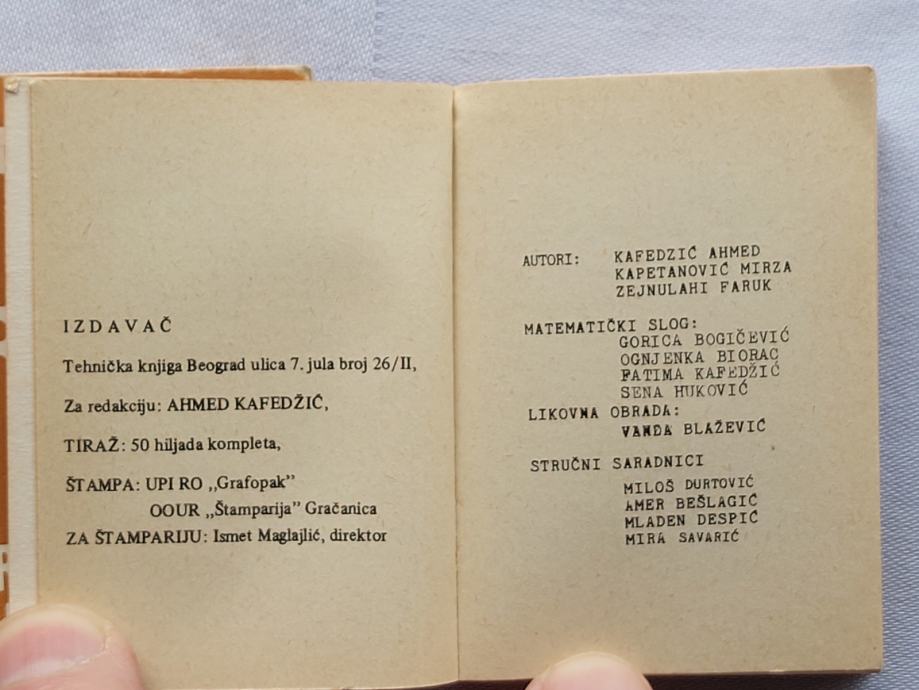 I Z D A V A Č
Tehnička knjiga Beograd ulica 7. jula broj 26/II,
Za redakciju: AHMED KAFEDŽIĆ,
TIRAŽ: 50 hiljada kompleta,
ŠTAMPA: UPI RO „Grafopak”
OOUR „Štamparija” Gračanica
ZA ŠTAMPARIJU: Ismet Maglajlić, direktor
AUTORI: KAFEDZIĆ AHMED
KAPETANOVIĆ MIRZA
ZEJNULAHI FARUK
MATEMATIČKI SLOG:
GORICA BOGIČEVIĆ
OGNJENKA BIORAC
FATIMA KAFEDŽIĆ
SENA HUKOVIĆ
LIKOVNA OBRADA:
VANDA BLAŽEVIĆ
STRUČNI SARADNICI
MILOŠ DURTOVIĆ
AMER BEŠLAGIĆ
MLADEN DESPIĆ
MIRA SAVARIĆ